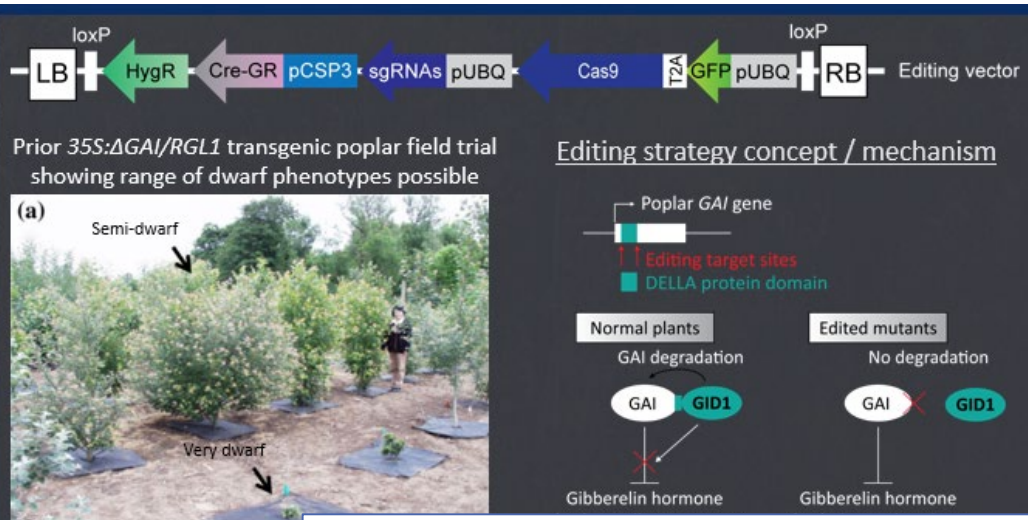 loxP
loxP
LB HygR Cre-GR pCSP3 sgRNAs pUBQ Cas9 T2A GFP pUBQ RB Editing vector
Prior 35S:ΔGAI/RGL1 transgenic poplar field trial
showing range of dwarf phenotypes possible
(a)
Semi-dwarf
Very dwarf
Editing strategy concept / mechanism
Poplar GAI gene
Editing target sites
DELLA protein domain
Normal plants
GAI degradation
GAI GID1
Gibberelin hormone
Edited mutants
No degradation
GAI GID1
Gibberelin hormone